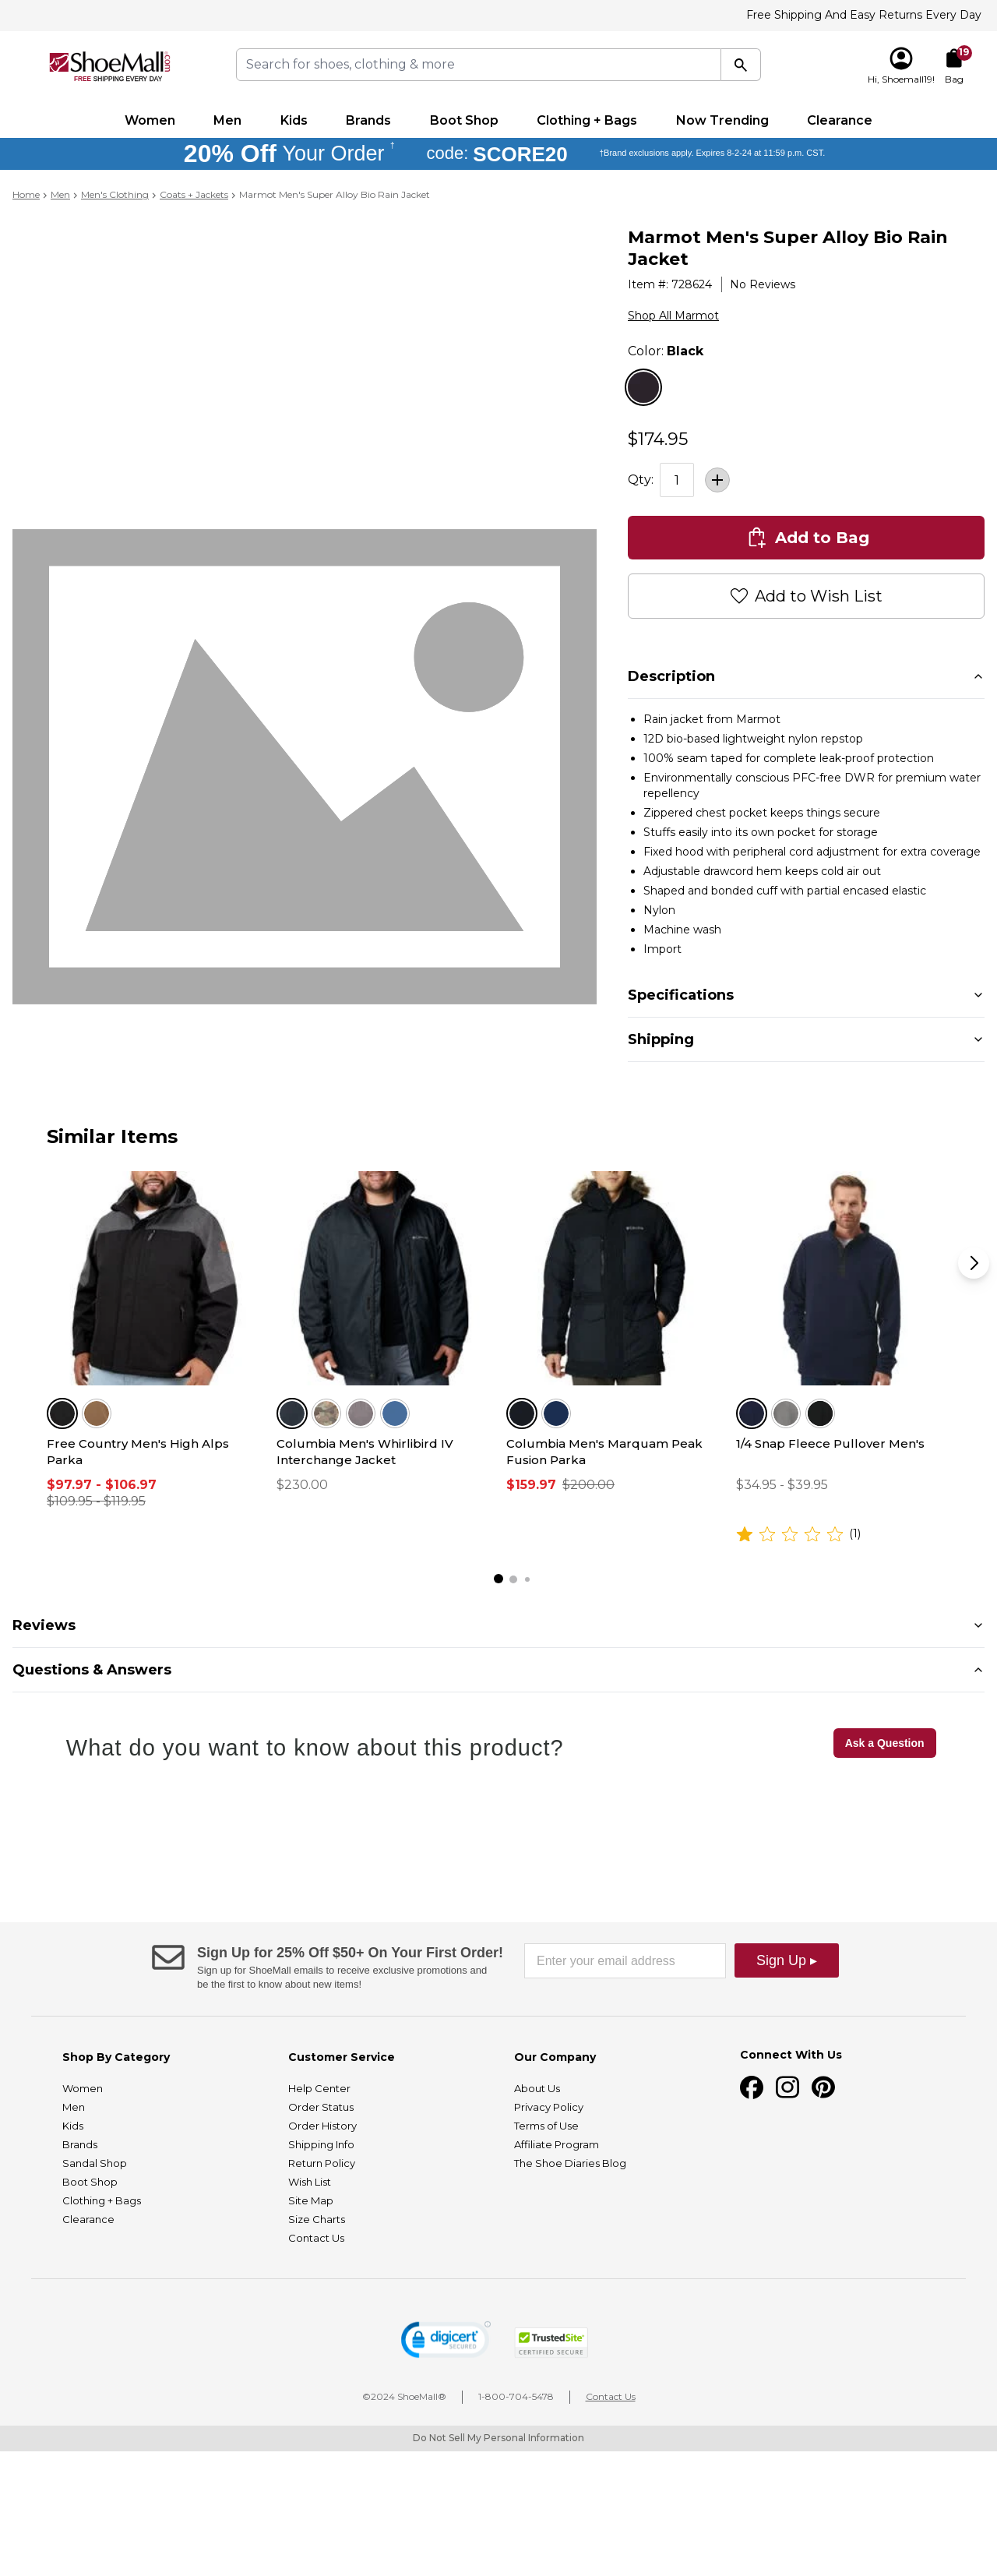 Free Shipping And Easy Returns Every Day
ShoeMall.com
FREE SHIPPING EVERY DAY
Search for shoes, clothing & more
Hi, Shoemall19!
19
Bag
Women
Men
Kids
Brands
Boot Shop
Clothing + Bags
Now Trending
Clearance
20% Off Your Order † code: SCORE20 †Brand exclusions apply. Expires 8-2-24 at 11:59 p.m. CST.
Home > Men > Men's Clothing > Coats + Jackets > Marmot Men's Super Alloy Bio Rain Jacket
Marmot Men's Super Alloy Bio Rain
Jacket
Item #: 728624 | No Reviews
Shop All Marmot
Color: Black
$174.95
Qty: 1 +
Add to Bag
Add to Wish List
Description
• Rain jacket from Marmot
• 12D bio-based lightweight nylon repstop
• 100% seam taped for complete leak-proof protection
• Environmentally conscious PFC-free DWR for premium water
repellency
• Zippered chest pocket keeps things secure
• Stuffs easily into its own pocket for storage
• Fixed hood with peripheral cord adjustment for extra coverage
• Adjustable drawcord hem keeps cold air out
• Shaped and bonded cuff with partial encased elastic
• Nylon
• Machine wash
• Import
Specifications
Shipping
Similar Items
Free Country Men's High Alps
Parka
$97.97 - $106.97
$109.95 - $119.95
Columbia Men's Whirlibird IV
Interchange Jacket
$230.00
Columbia Men's Marquam Peak
Fusion Parka
$159.97 $200.00
1/4 Snap Fleece Pullover Men's
$34.95 - $39.95
(1)
Reviews
Questions & Answers
What do you want to know about this product?
Ask a Question
Sign Up for 25% Off $50+ On Your First Order!
Sign up for ShoeMall emails to receive exclusive promotions and
be the first to know about new items!
Enter your email address
Sign Up ▸
Shop By Category
Women
Men
Kids
Brands
Sandal Shop
Boot Shop
Clothing + Bags
Clearance
Customer Service
Help Center
Order Status
Order History
Shipping Info
Return Policy
Wish List
Site Map
Size Charts
Contact Us
Our Company
About Us
Privacy Policy
Terms of Use
Affiliate Program
The Shoe Diaries Blog
Connect With Us
digicert
SECURED
TrustedSite
CERTIFIED SECURE
©2024 ShoeMall® | 1-800-704-5478 | Contact Us
Do Not Sell My Personal Information